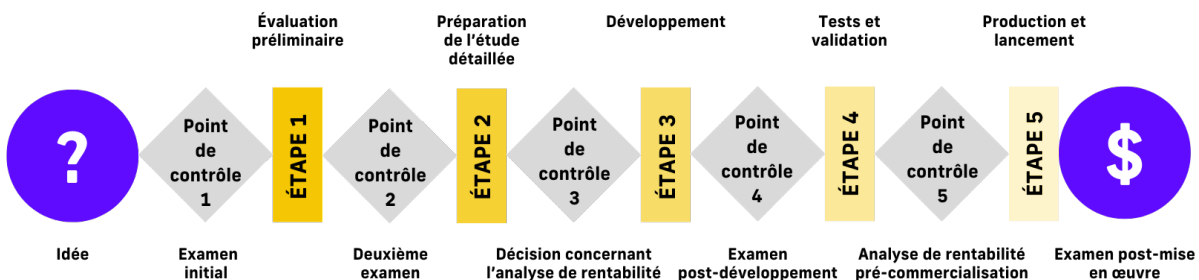 Évaluation
préliminaire
Préparation
de l'étude
détaillée
Développement
Tests et
validation
Production et
lancement
?
Point
de
contrôle
1
ÉTAPE 1
Point
de
contrôle
2
ÉTAPE 2
Point
de
contrôle
3
ÉTAPE 3
Point
de
contrôle
4
ÉTAPE 4
Point
de
contrôle
5
ÉTAPE 5
$
Idée
Examen
initial
Deuxième
examen
Décision concernant
l'analyse de rentabilité
Examen
post-développement
Analyse de rentabilité
pré-commercialisation
Examen post-mise
en œuvre